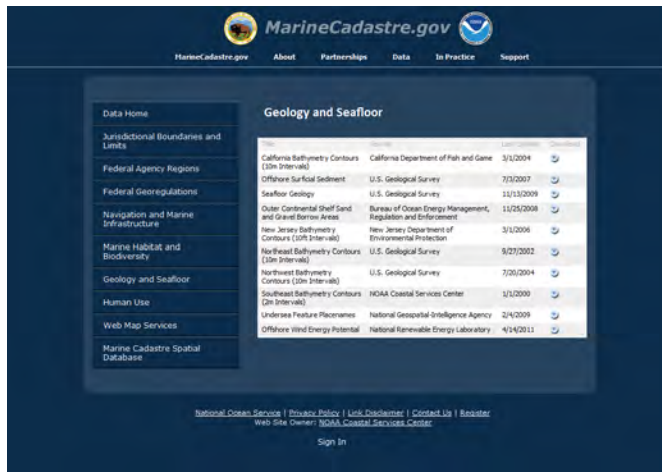 MarineCadastre.gov
MarineCadastre.gov About Partnerships Data In Practice Support
Data Home
Jurisdictional Boundaries and
Limits
Federal Agency Regions
Federal Georegulations
Navigation and Marine
Infrastructure
Marine Habitat and
Biodiversity
Geology and Seafloor
Human Use
Web Map Services
Marine Cadastre Spatial
Database
Geology and Seafloor
Title Source Last Update Download
California Bathymetry Contours California Department of Fish and Game 3/1/2004
(10m Intervals)
Offshore Surficial Sediment U.S. Geological Survey 7/3/2007
Seafloor Geology U.S. Geological Survey 11/13/2009
Outer Continental Shelf Sand Bureau of Ocean Energy Management, 11/25/2008
and Gravel Borrow Areas Regulation and Enforcement
New Jersey Bathymetry New Jersey Department of 3/1/2006
Contours (10ft Intervals) Environmental Protection
Northeast Bathymetry Contours U.S. Geological Survey 9/27/2002
(10m Intervals)
Northwest Bathymetry U.S. Geological Survey 7/20/2004
Contours (10m Intervals)
Southeast Bathymetry Contours NOAA Coastal Services Center 1/1/2000
(2m Intervals)
Undersea Feature Placenames National Geospatial-Intelligence Agency 2/4/2009
Offshore Wind Energy Potential National Renewable Energy Laboratory 4/14/2011
National Ocean Service | Privacy Policy | Link Disclaimer | Contact Us | Register
Web Site Owner: NOAA Coastal Services Center
Sign In